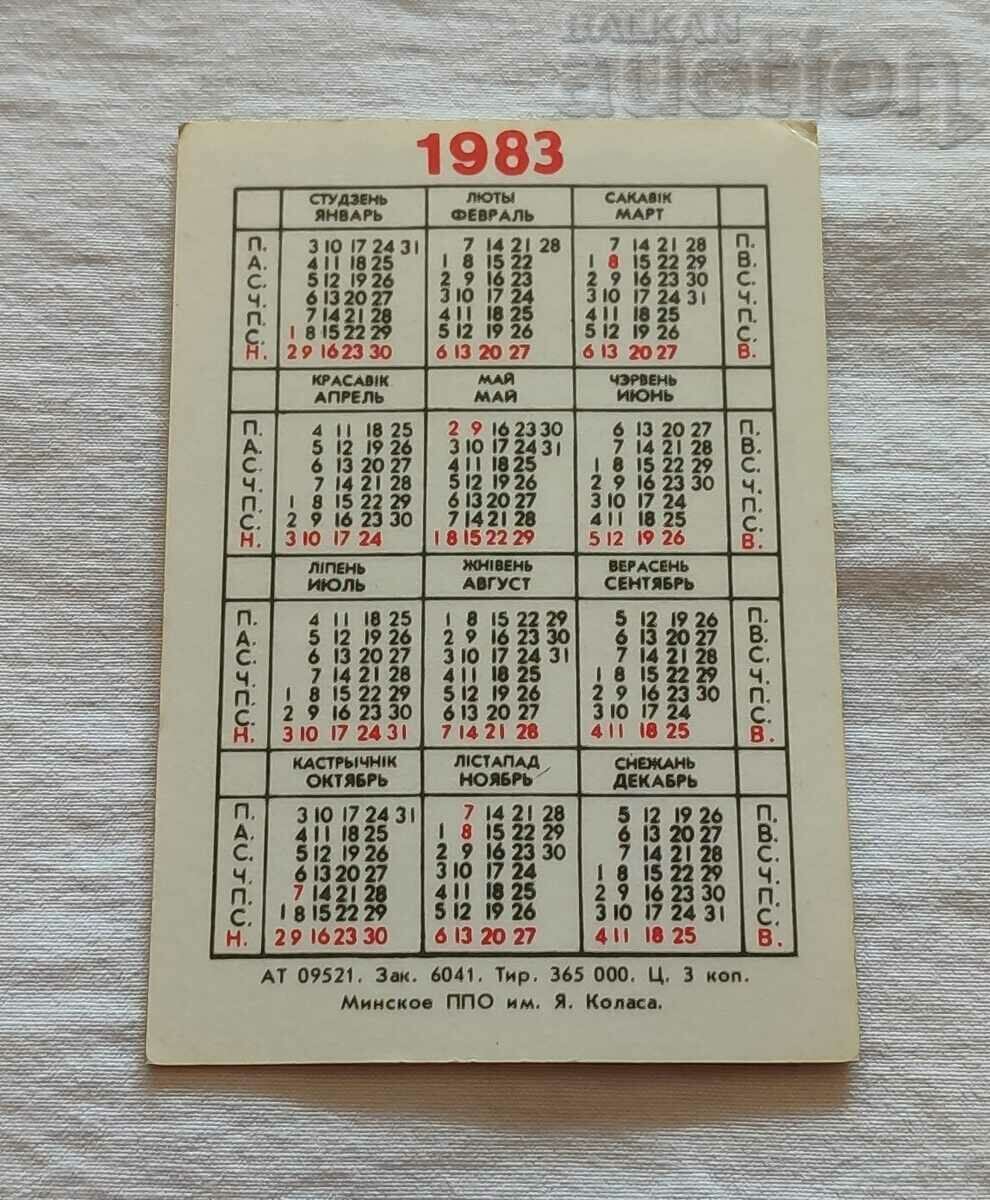 BALKAN
auction
1983
СТУДЗЕНЬ ЛЮТЫ САКАВІК
ЯНВАРЬ ФЕВРАЛЬ МАРТ
П. 3 10 17 24 31 7 14 21 28 7 14 21 28 П.
А. 4 11 18 25 1 8 15 22 1 8 15 22 29 В.
С. 5 12 19 26 2 9 16 23 2 9 16 23 30 С.
Ч. 6 13 20 27 3 10 17 24 3 10 17 24 31 Ч.
П. 7 14 21 28 4 11 18 25 4 11 18 25 П.
С. 1 8 15 22 29 5 12 19 26 5 12 19 26 С.
Н. 2 9 16 23 30 6 13 20 27 6 13 20 27 В.
КРАСАВІК МАЙ ЧЭРВЕНЬ
АПРЕЛЬ МАЙ ИЮНЬ
П. 4 11 18 25 2 9 16 23 30 6 13 20 27 П.
А. 5 12 19 26 3 10 17 24 31 7 14 21 28 В.
С. 6 13 20 27 4 11 18 25 1 8 15 22 29 С.
Ч. 7 14 21 28 5 12 19 26 2 9 16 23 30 Ч.
П. 1 8 15 22 29 6 13 20 27 3 10 17 24 П.
С. 2 9 16 23 30 7 14 21 28 4 11 18 25 С.
Н. 3 10 17 24 1 8 15 22 29 5 12 19 26 В.
ЛІПЕНЬ ЖНІВЕНЬ ВЕРАСЕНЬ
ИЮЛЬ АВГУСТ СЕНТЯБРЬ
П. 4 11 18 25 1 8 15 22 29 5 12 19 26 П.
А. 5 12 19 26 2 9 16 23 30 6 13 20 27 В.
С. 6 13 20 27 3 10 17 24 31 7 14 21 28 С.
Ч. 7 14 21 28 4 11 18 25 1 8 15 22 29 Ч.
П. 1 8 15 22 29 5 12 19 26 2 9 16 23 30 П.
С. 2 9 16 23 30 6 13 20 27 3 10 17 24 С.
Н. 3 10 17 24 31 7 14 21 28 4 11 18 25 В.
КАСТРЫЧНІК ЛІСТАПАД СНЕЖАНЬ
ОКТЯБРЬ НОЯБРЬ ДЕКАБРЬ
П. 3 10 17 24 31 7 14 21 28 5 12 19 26 П.
А. 4 11 18 25 1 8 15 22 29 6 13 20 27 В.
С. 5 12 19 26 2 9 16 23 30 7 14 21 28 С.
Ч. 6 13 20 27 3 10 17 24 1 8 15 22 29 Ч.
П. 7 14 21 28 4 11 18 25 2 9 16 23 30 П.
С. 1 8 15 22 29 5 12 19 26 3 10 17 24 31 С.
Н. 2 9 16 23 30 6 13 20 27 4 11 18 25 В.
АТ 09521. Зак. 6041. Тир. 365 000. Ц. 3 коп.
Минское ППО им. Я. Коласа.